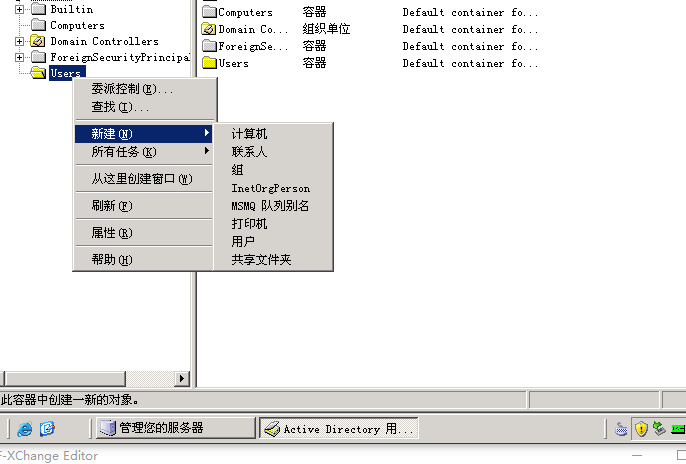 Builtin
Computers
Domain Controllers
ForeignSecurityPrincipal
Users
Computers 容器 Default container fo...
Domain Co... 组织单位
ForeignSe... 容器 Default container fo...
Users 容器 Default container fo...
委派控制(E)...
查找(I)...
新建(N)
所有任务(K)
从这里创建窗口(W)
刷新(F)
属性(R)
帮助(H)
计算机
联系人
组
InetOrgPerson
MSMQ 队列别名
打印机
用户
共享文件夹
此容器中创建一新的对象。
管理您的服务器
Active Directory 用...
F-XChange Editor